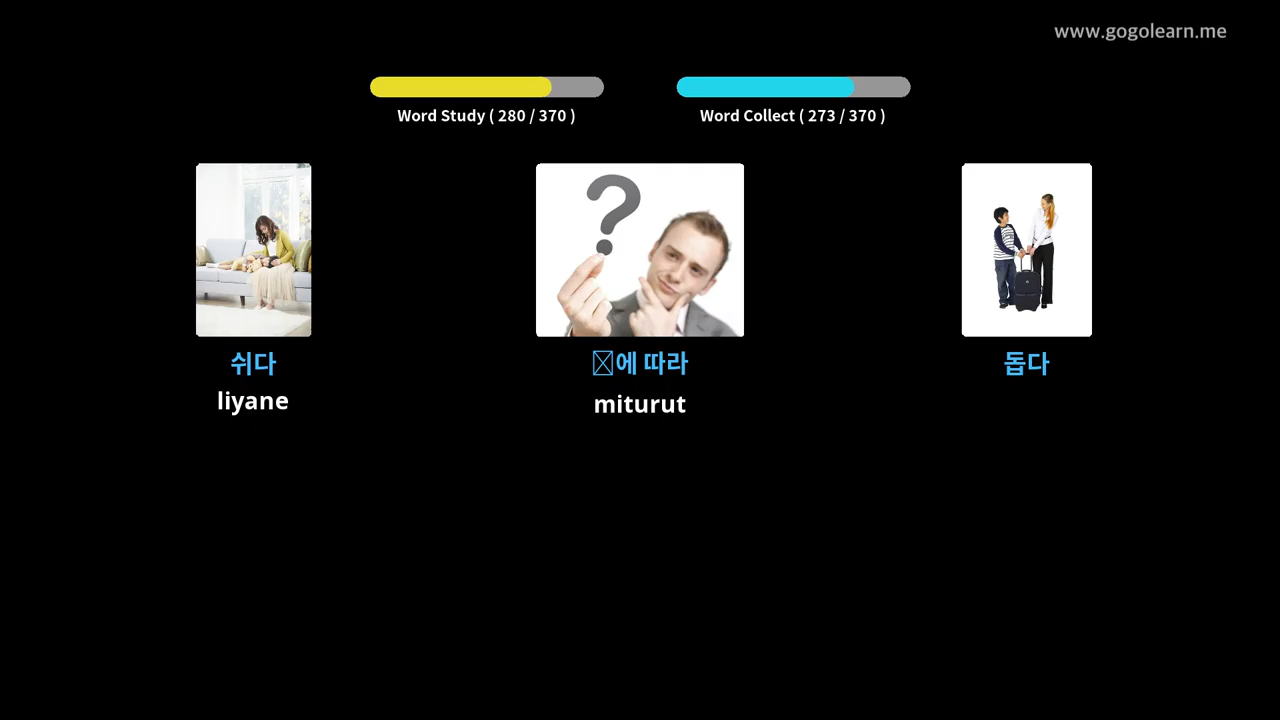 www.gogolearn.me
Word Study ( 280 / 370 )
Word Collect ( 273 / 370 )
쉬다
에 따라
돕다
liyane
miturut